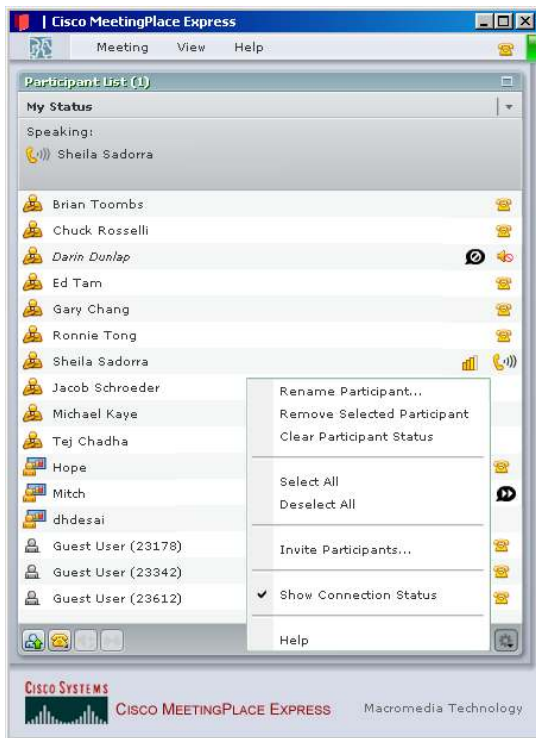 | Cisco MeetingPlace Express
Meeting View Help
Participant List (1)
My Status
Speaking:
Sheila Sadorra
Brian Toombs
Chuck Rosselli
Darin Dunlap
Ed Tam
Gary Chang
Ronnie Tong
Sheila Sadorra
Jacob Schroeder
Michael Kaye
Tej Chadha
Hope
Mitch
dhdesai
Guest User (23178)
Guest User (23342)
Guest User (23612)
Rename Participant...
Remove Selected Participant
Clear Participant Status
Select All
Deselect All
Invite Participants...
Show Connection Status
Help
CISCO SYSTEMS
CISCO MEETINGPLACE EXPRESS
Macromedia Technology